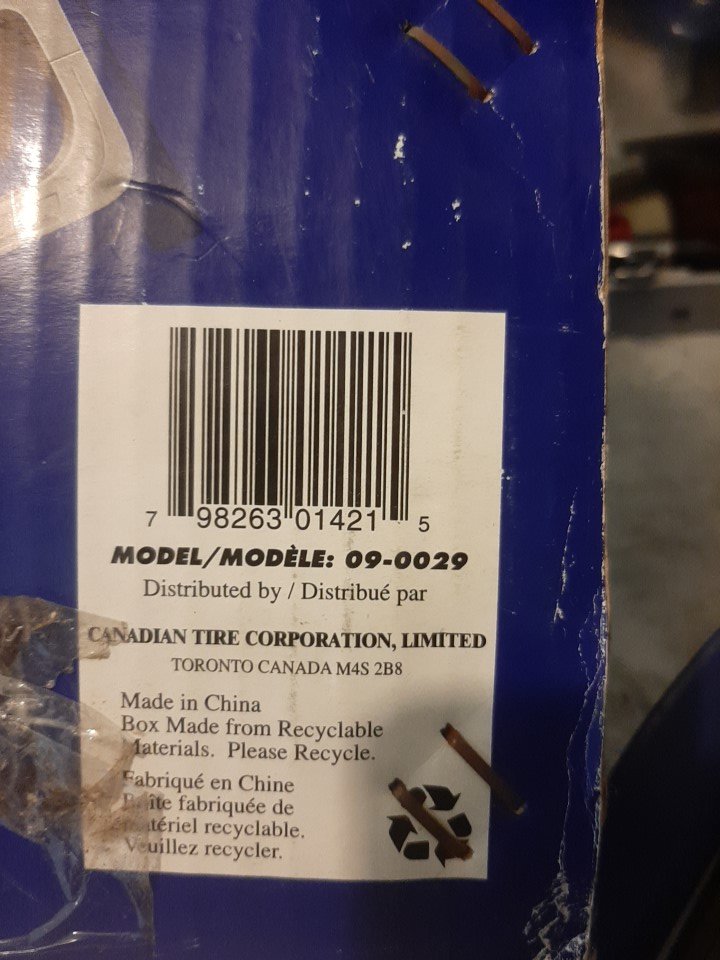 7 98263 01421 5
MODEL/MODÈLE: 09-0029
Distributed by / Distribué par
CANADIAN TIRE CORPORATION, LIMITED
TORONTO CANADA M4S 2B8
Made in China
Box Made from Recyclable
Materials. Please Recycle.
Fabriqué en Chine
Boîte fabriquée de
matériel recyclable.
Veuillez recycler.